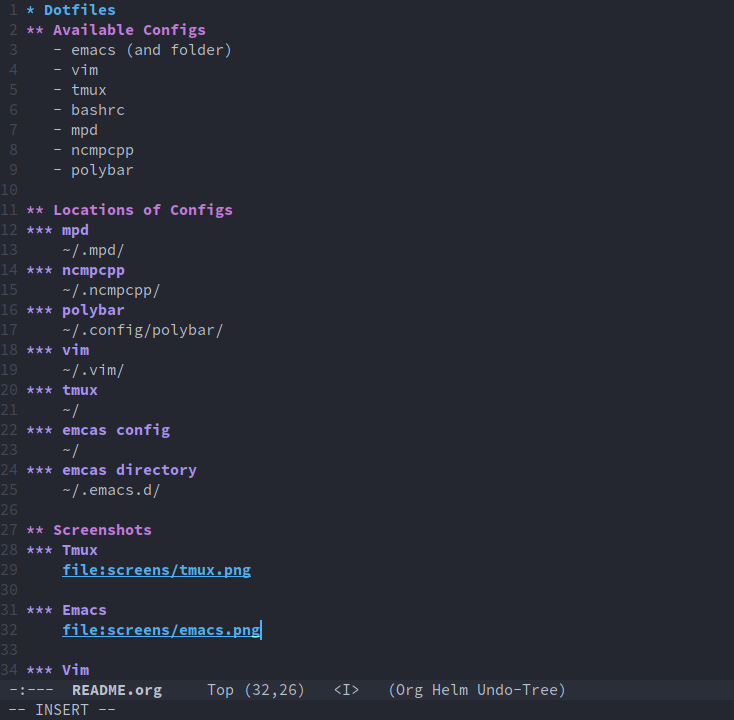 1 * Dotfiles
2 ** Available Configs
3    - emacs (and folder)
4    - vim
5    - tmux
6    - bashrc
7    - mpd
8    - ncmpcpp
9    - polybar
10
11 ** Locations of Configs
12 *** mpd
13     ~/.mpd/
14 *** ncmpcpp
15     ~/.ncmpcpp/
16 *** polybar
17     ~/.config/polybar/
18 *** vim
19     ~/.vim/
20 *** tmux
21     ~/
22 *** emcas config
23     ~/
24 *** emcas directory
25     ~/.emacs.d/
26
27 ** Screenshots
28 *** Tmux
29     file:screens/tmux.png
30
31 *** Emacs
32     file:screens/emacs.png
33
34 *** Vim
-:---  README.org     Top (32,26)   <I>   (Org Helm Undo-Tree)
-- INSERT --